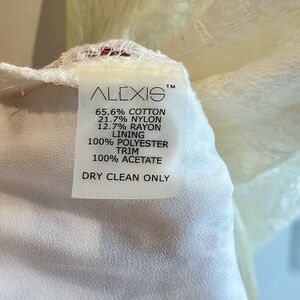 ALEXIS™
65.6% COTTON
21.7% NYLON
12.7% RAYON
LINING
100% POLYESTER
TRIM
100% ACETATE
DRY CLEAN ONLY